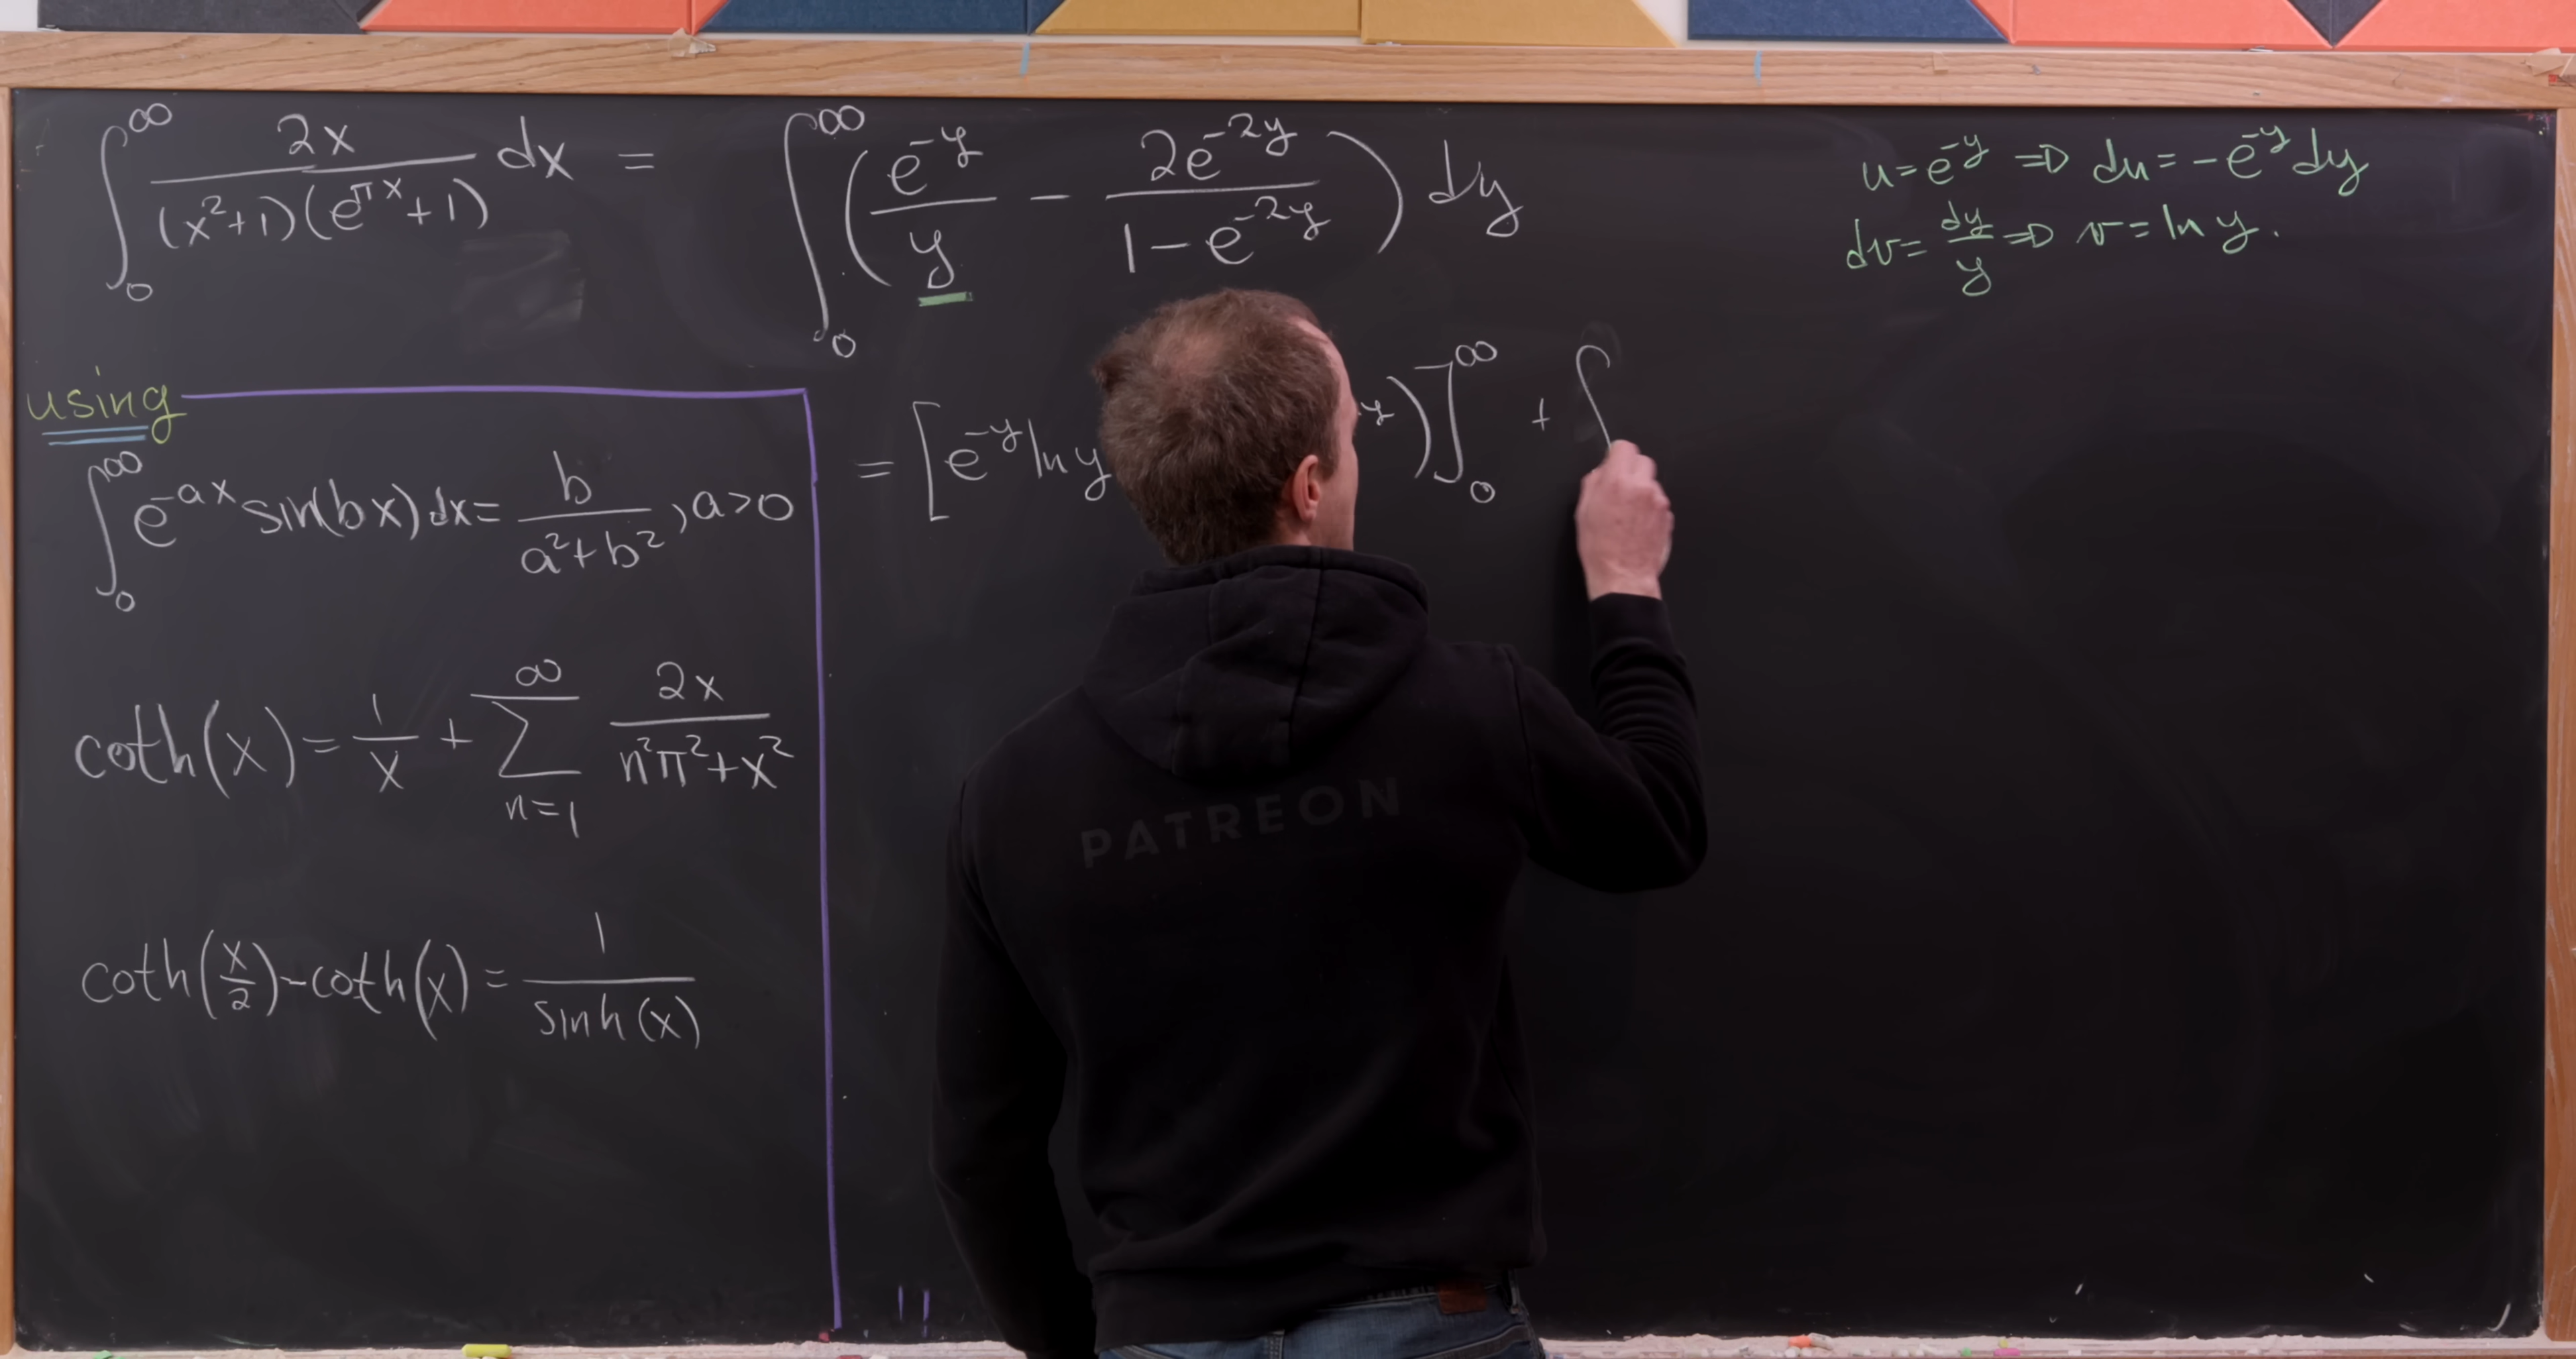 ∫₀^∞ 2x/((x²+1)(e^{πx}+1)) dx = ∫₀^∞ (e^{-y}/y - 2e^{-2y}/(1-e^{-2y})) dy
u=e^{-y} ⇒ du=-e^{-y}dy
dv=dy/y ⇒ v=ln y.
= [e^{-y} ln y y)]₀^∞ + ∫
using
∫₀^∞ e^{-ax} sin(bx)dx = b/(a²+b²), a>0
coth(x) = 1/x + ∑_{n=1}^∞ 2x/(n²π²+x²)
coth(x/2)-coth(x) = 1/sinh(x)
PATREON